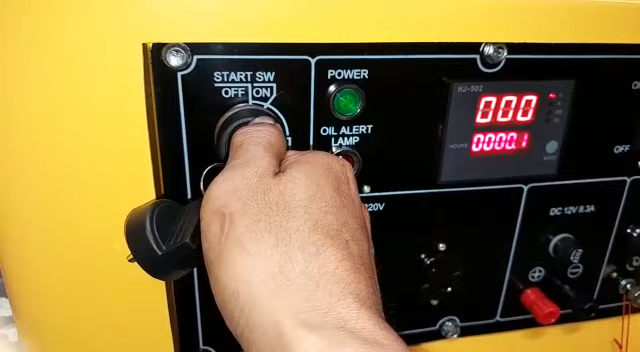 START SW
OFF ON
POWER
OIL ALERT
LAMP
HJ-502
000
HOURS 0000.1
OFF
220V
DC 12V 8.3A